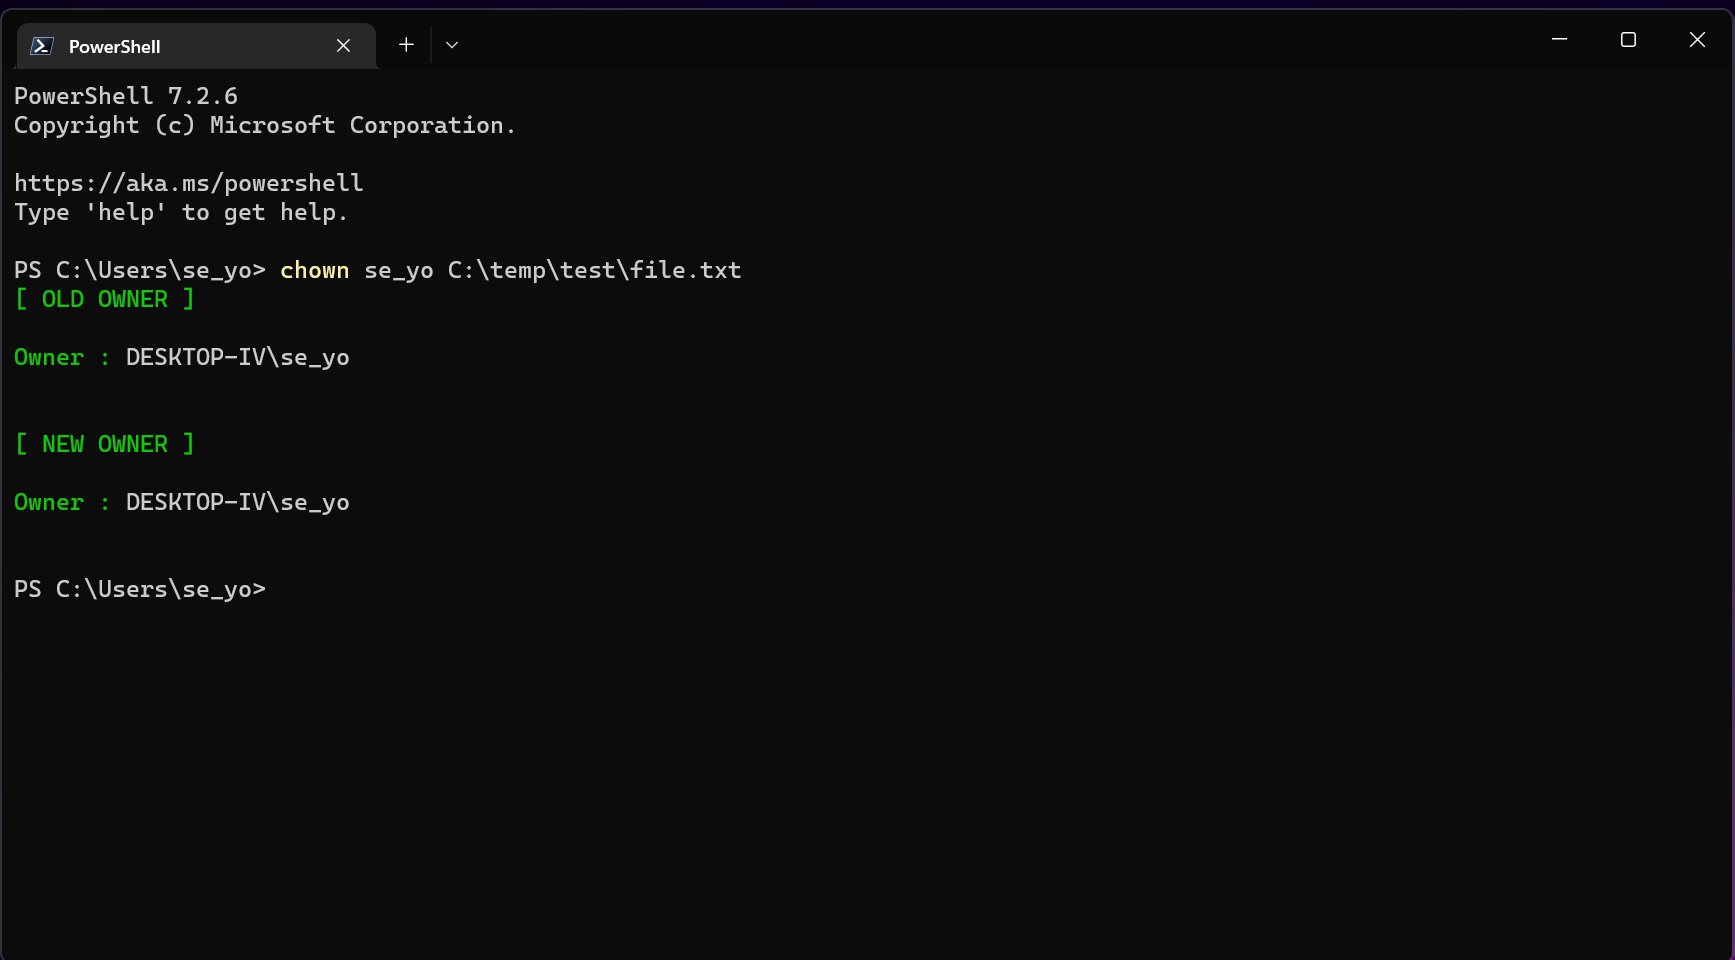 PowerShell
PowerShell 7.2.6
Copyright (c) Microsoft Corporation.
https://aka.ms/powershell
Type 'help' to get help.
PS C:\Users\se_yo> chown se_yo C:\temp\test\file.txt
[ OLD OWNER ]
Owner : DESKTOP-IV\se_yo
[ NEW OWNER ]
Owner : DESKTOP-IV\se_yo
PS C:\Users\se_yo>